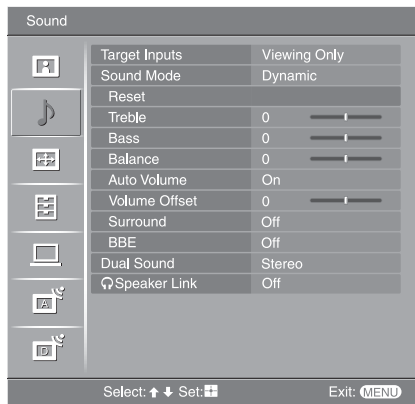 Sound
Target Inputs Viewing Only
Sound Mode Dynamic
Reset
Treble 0
Bass 0
Balance 0
Auto Volume On
Volume Offset 0
Surround Off
BBE Off
Dual Sound Stereo
Speaker Link Off
A
D
Select: Set: Exit: MENU